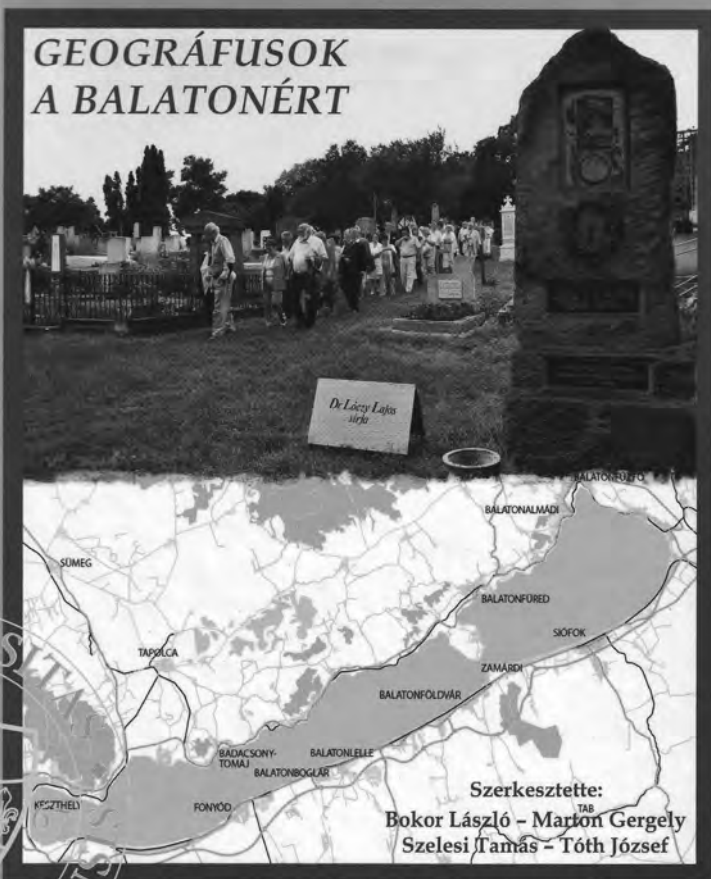 GEOGRÁFUSOK
A BALATONÉRT
Dr. Lóczy Lajos
sírja
BALATONFŰZFŐ
BALATONALMÁDI
SÜMEG
BALATONFÜRED
SIÓFOK
TAPOLCA
ZAMÁRDI
BALATONFÖLDVÁR
BADACSONY-
TOMAJ
BALATONLELLE
BALATONBOGLÁR
KESZTHELY
FONYÓD
TAB
Szerkesztette:
Bokor László – Marton Gergely
Szelesi Tamás – Tóth József